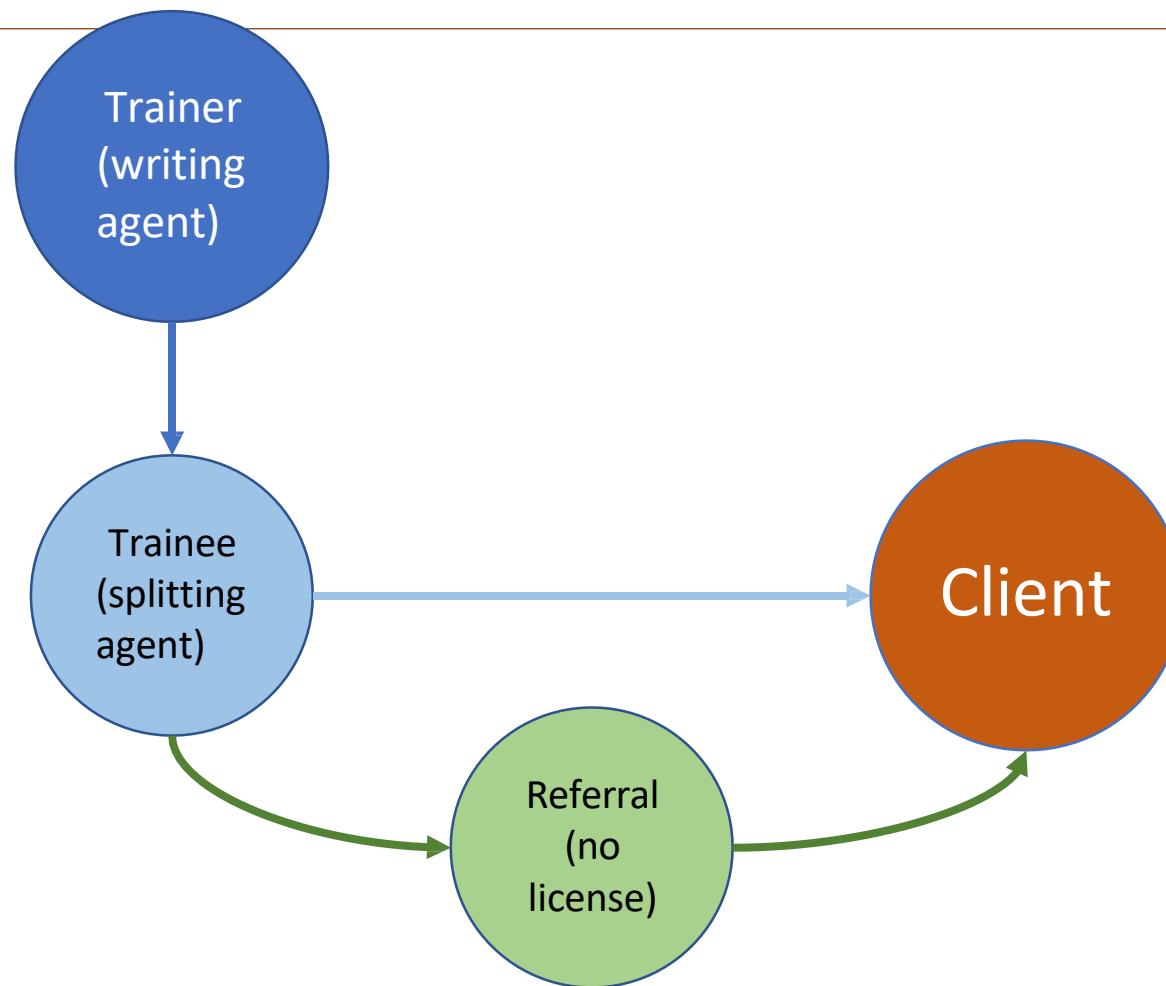 Trainer
(writing
agent)
Trainee
(splitting
agent)
Client
Referral
(no
license)